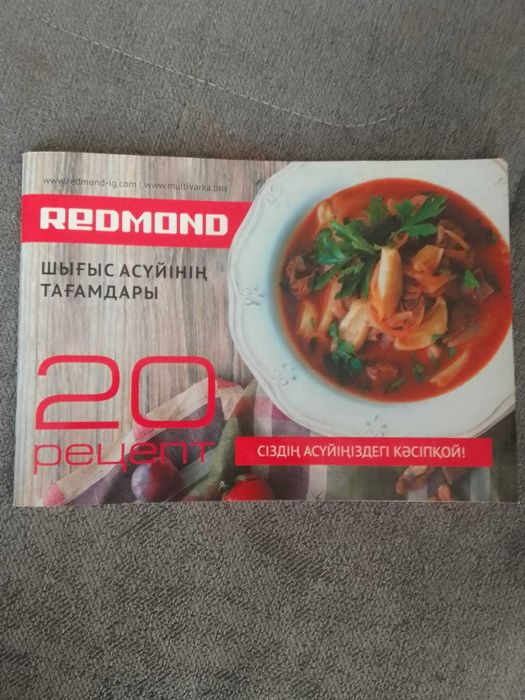 www.redmond-ig.com | www.multivarka.pro
REDMOND
ШЫҒЫС АСҮЙІНІҢ
ТАҒАМДАРЫ
20
рецепт
СІЗДІҢ АСҮЙІҢІЗДЕГІ КӘСІПҚОЙ!